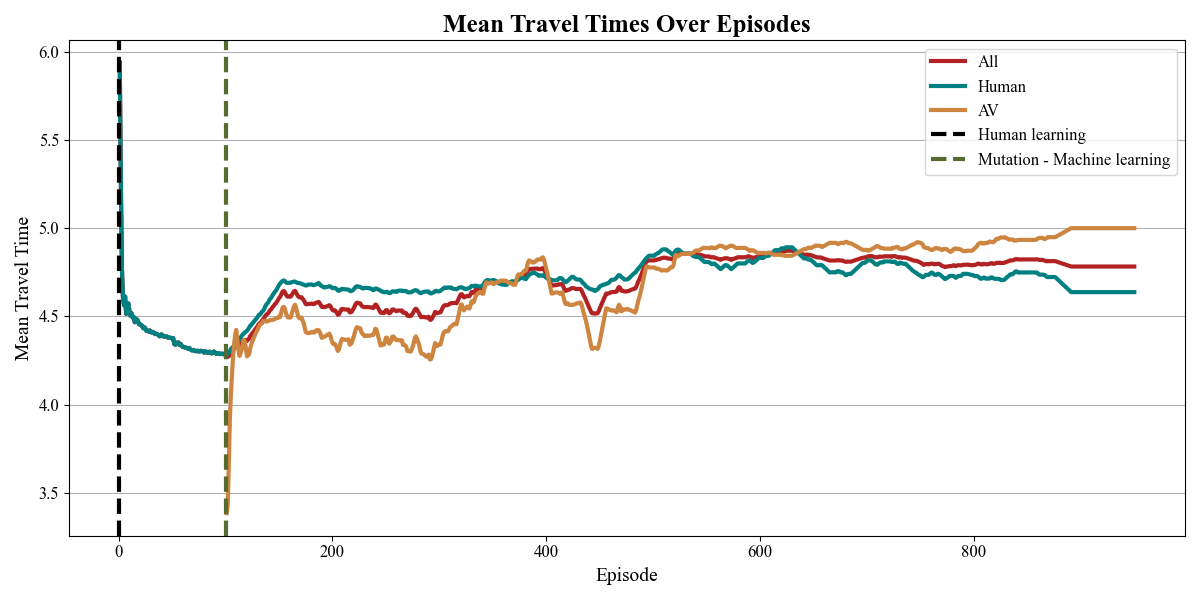 Mean Travel Times Over Episodes
6.0
5.5
5.0
4.5
4.0
3.5
Mean Travel Time
0
200
400
600
800
Episode
All
Human
AV
Human learning
Mutation - Machine learning